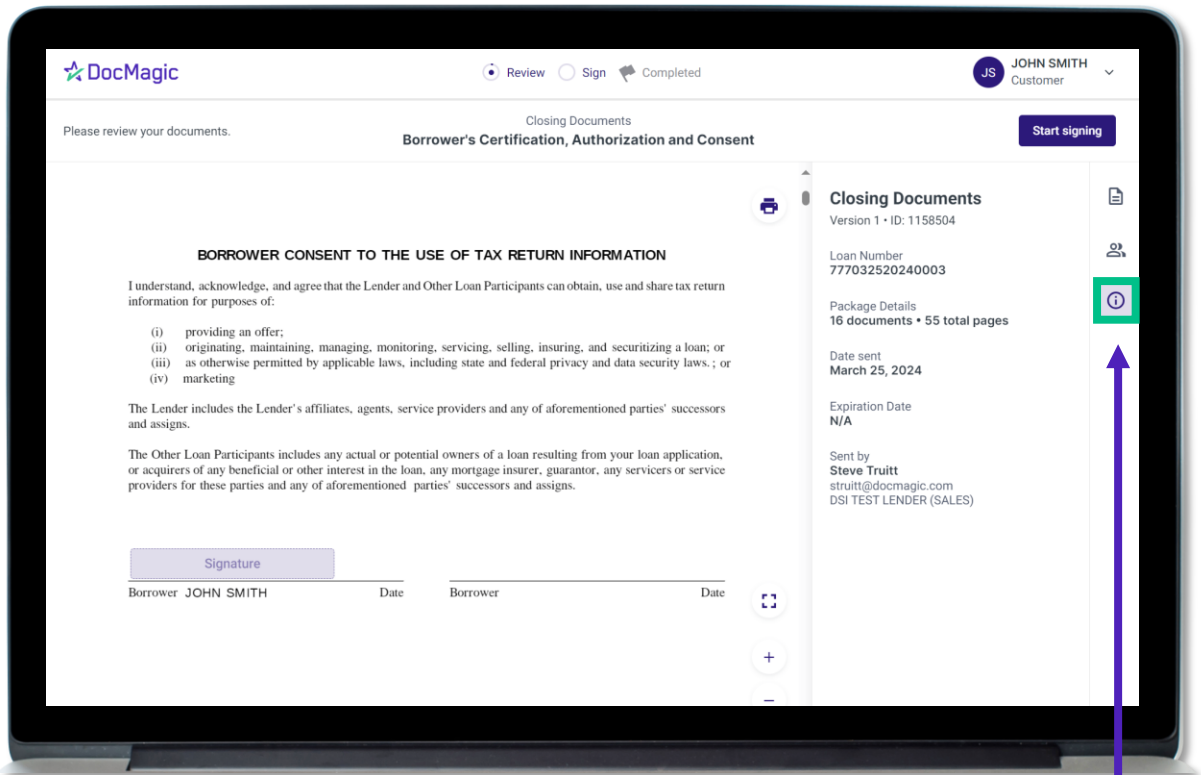 DocMagic
Review Sign Completed
JS
JOHN SMITH
Customer
Please review your documents.
Closing Documents
Borrower's Certification, Authorization and Consent
Start signing
BORROWER CONSENT TO THE USE OF TAX RETURN INFORMATION
I understand, acknowledge, and agree that the Lender and Other Loan Participants can obtain, use and share tax return
information for purposes of:
(i) providing an offer;
(ii) originating, maintaining, managing, monitoring, servicing, selling, insuring, and securitizing a loan; or
(iii) as otherwise permitted by applicable laws, including state and federal privacy and data security laws. ; or
(iv) marketing
The Lender includes the Lender's affiliates, agents, service providers and any of aforementioned parties' successors
and assigns.
The Other Loan Participants includes any actual or potential owners of a loan resulting from your loan application,
or acquirers of any beneficial or other interest in the loan, any mortgage insurer, guarantor, any servicers or service
providers for these parties and any of aforementioned parties' successors and assigns.
Signature
Borrower JOHN SMITH Date Borrower Date
Closing Documents
Version 1 • ID: 1158504
Loan Number
777032520240003
Package Details
16 documents • 55 total pages
Date sent
March 25, 2024
Expiration Date
N/A
Sent by
Steve Truitt
struitt@docmagic.com
DSI TEST LENDER (SALES)